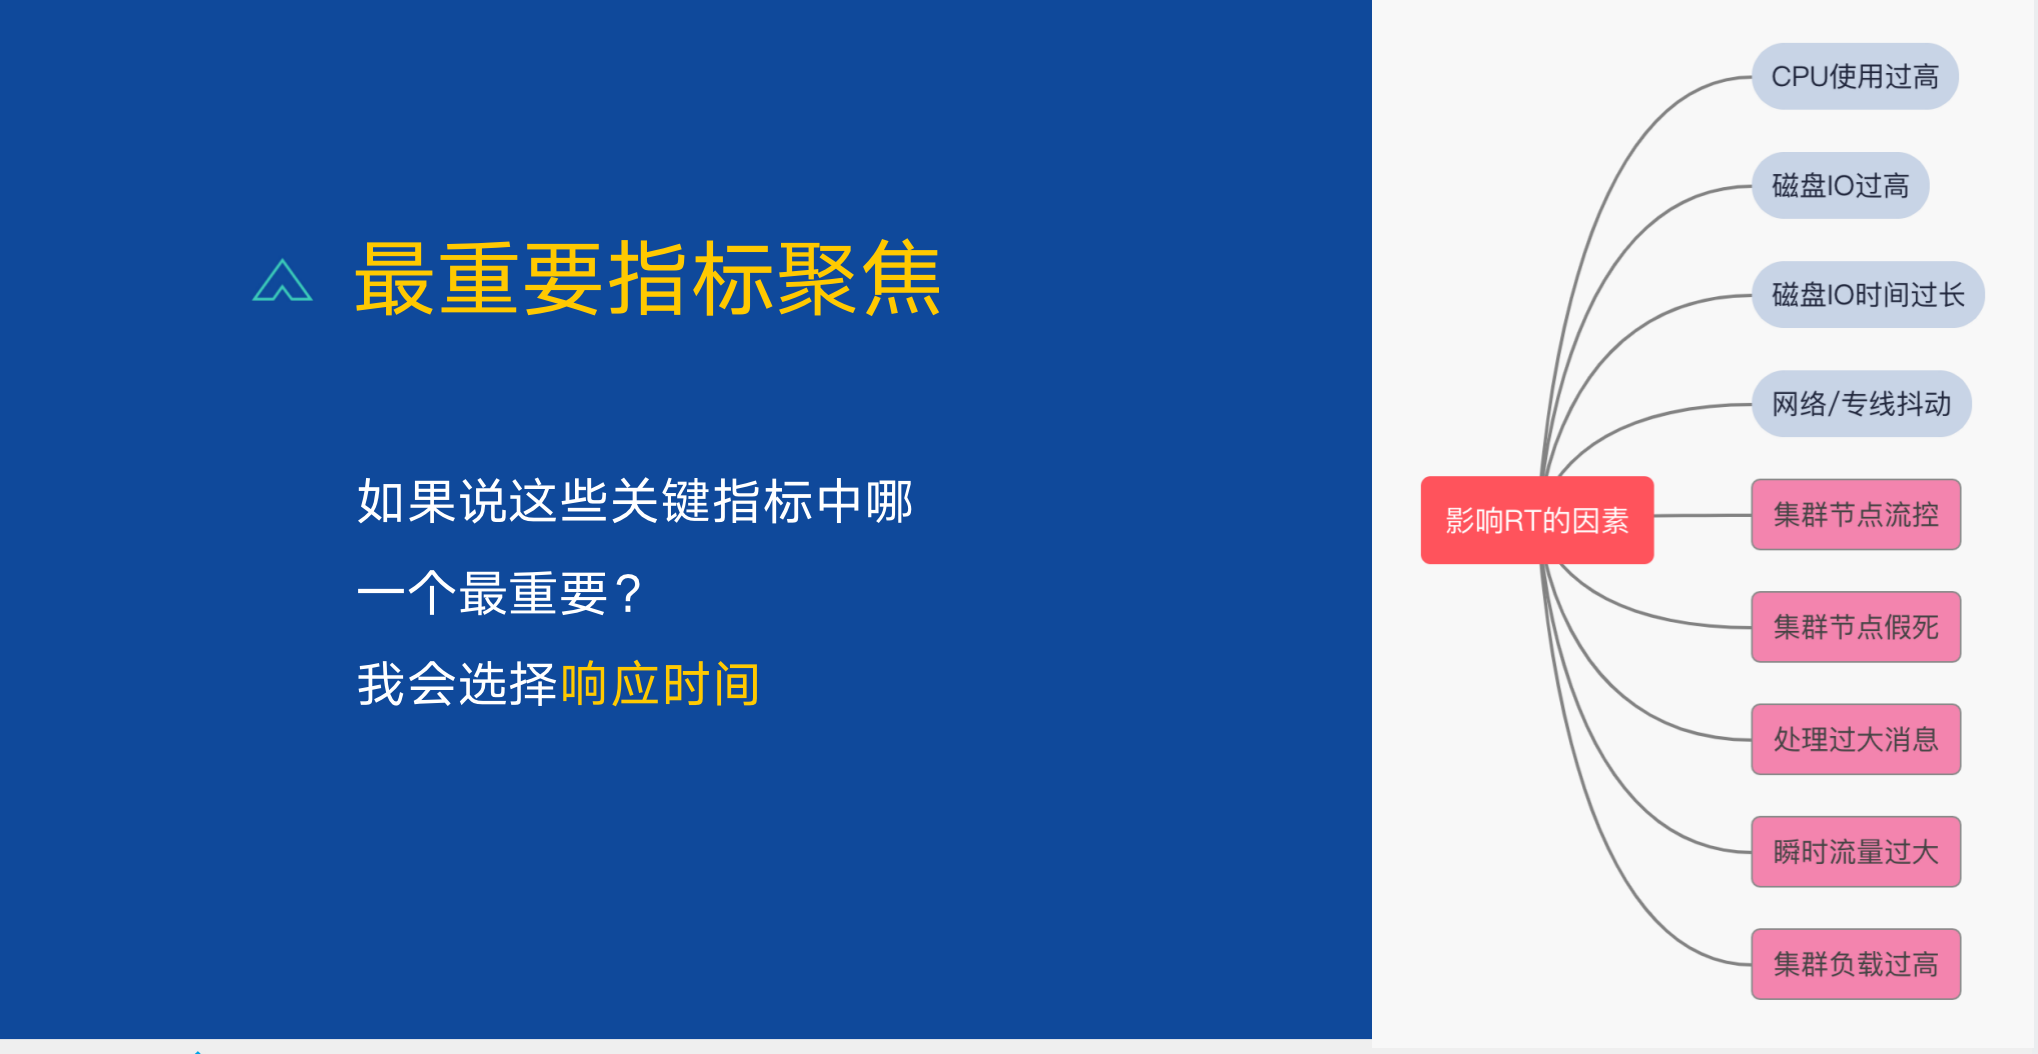 最重要指标聚焦
如果说这些关键指标中哪
一个最重要?
我会选择响应时间
影响RT的因素
CPU使用过高
磁盘IO过高
磁盘IO时间过长
网络/专线抖动
集群节点流控
集群节点假死
处理过大消息
瞬时流量过大
集群负载过高